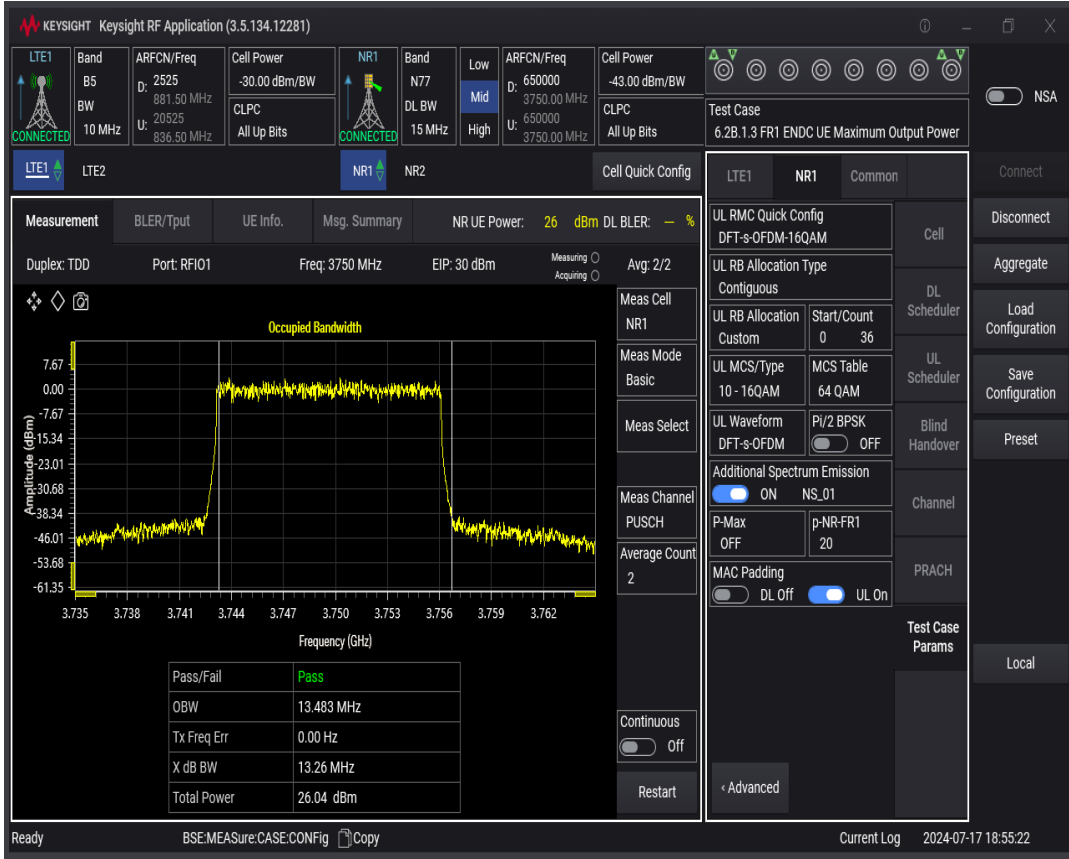 KEYSIGHT Keysight RF Application (3.5.134.12281)
LTE1 Band ARFCN/Freq Cell Power NR1 Band Low ARFCN/Freq Cell Power
B5 D: 2525 -30.00 dBm/BW N77 Mid D: 650000 -43.00 dBm/BW
881.50 MHz 3750.00 MHz
BW U: 20525 CLPC DL BW High U: 650000 CLPC
CONNECTED 10 MHz 836.50 MHz All Up Bits CONNECTED 15 MHz 3750.00 MHz All Up Bits
A V A V
Test Case
6.2B.1.3 FR1 ENDC UE Maximum Output Power
NSA
LTE1 LTE2 NR1 NR2 Cell Quick Config
Measurement BLER/Tput UE Info. Msg. Summary NR UE Power: 26 dBm DL BLER: — %
Duplex: TDD Port: RFIO1 Freq: 3750 MHz EIP: 30 dBm Measuring Avg: 2/2
Acquiring
Occupied Bandwidth
7.67
0.00
-7.67
-15.34
-23.01
-30.68
-38.34
-46.01
-53.68
-61.35
Amplitude (dBm)
3.735 3.738 3.741 3.744 3.747 3.750 3.753 3.756 3.759 3.762
Frequency (GHz)
Pass/Fail Pass
OBW 13.483 MHz
Tx Freq Err 0.00 Hz
X dB BW 13.26 MHz
Total Power 26.04 dBm
Meas Cell
NR1
Meas Mode
Basic
Meas Select
Meas Channel
PUSCH
Average Count
2
Continuous
Off
Restart
LTE1 NR1 Common
UL RMC Quick Config
DFT-s-OFDM-16QAM
UL RB Allocation Type
Contiguous
UL RB Allocation Start/Count
Custom 0 36
UL MCS/Type MCS Table
10 - 16QAM 64 QAM
UL Waveform Pi/2 BPSK
DFT-s-OFDM OFF
Additional Spectrum Emission
ON NS_01
P-Max p-NR-FR1
OFF 20
MAC Padding
DL Off UL On
‹ Advanced
Cell
DL
Scheduler
UL
Scheduler
Blind
Handover
Channel
PRACH
Test Case
Params
Connect
Disconnect
Aggregate
Load
Configuration
Save
Configuration
Preset
Local
Ready BSE:MEASure:CASE:CONFig Copy Current Log 2024-07-17 18:55:22